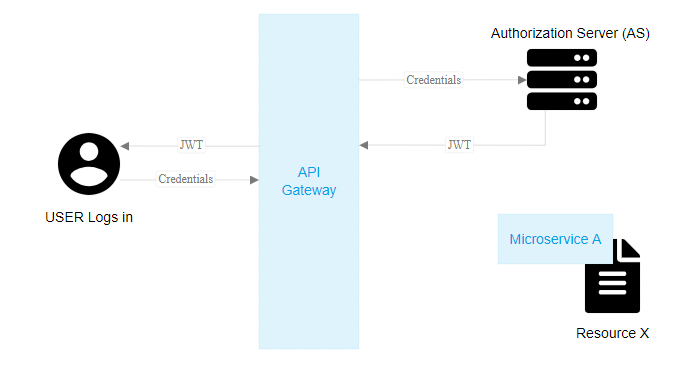 Authorization Server (AS)
Credentials
JWT
JWT
API
Gateway
Credentials
USER Logs in
Microservice A
Resource X